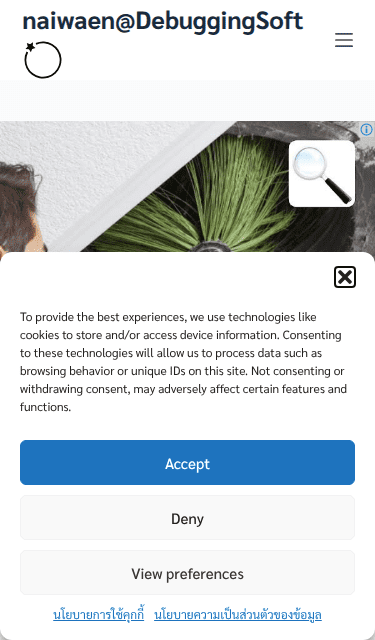 naiwaen@DebuggingSoft
To provide the best experiences, we use technologies like
cookies to store and/or access device information. Consenting
to these technologies will allow us to process data such as
browsing behavior or unique IDs on this site. Not consenting or
withdrawing consent, may adversely affect certain features and
functions.
Accept
Deny
View preferences
นโยบายการใช้คุกกี้ นโยบายความเป็นส่วนตัวของข้อมูล